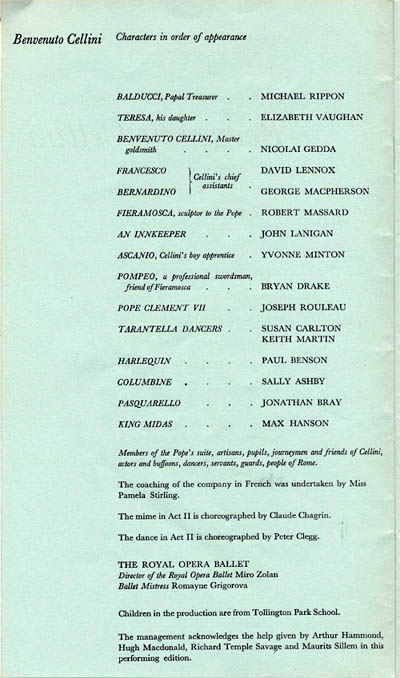 Benvenuto Cellini Characters in order of appearance
BALDUCCI, Papal Treasurer . . MICHAEL RIPPON
TERESA, his daughter . . . ELIZABETH VAUGHAN
BENVENUTO CELLINI, Master
goldsmith . . . . NICOLAI GEDDA
FRANCESCO } Cellini's chief DAVID LENNOX
BERNARDINO } assistants . GEORGE MACPHERSON
FIERAMOSCA, sculptor to the Pope . ROBERT MASSARD
AN INNKEEPER . . . JOHN LANIGAN
ASCANIO, Cellini's boy apprentice . YVONNE MINTON
POMPEO, a professional swordsman,
friend of Fieramosca . . . BRYAN DRAKE
POPE CLEMENT VII . . JOSEPH ROULEAU
TARANTELLA DANCERS . . SUSAN CARLTON
KEITH MARTIN
HARLEQUIN . . . . PAUL BENSON
COLUMBINE . . . . SALLY ASHBY
PASQUARELLO . . . JONATHAN BRAY
KING MIDAS . . . . MAX HANSON
Members of the Pope's suite, artisans, pupils, journeymen and friends of Cellini,
actors and buffoons, dancers, servants, guards, people of Rome.
The coaching of the company in French was undertaken by Miss
Pamela Stirling.
The mime in Act II is choreographed by Claude Chagrin.
The dance in Act II is choreographed by Peter Clegg.
THE ROYAL OPERA BALLET
Director of the Royal Opera Ballet Miro Zolan
Ballet Mistress Romayne Grigorova
Children in the production are from Tollington Park School.
The management acknowledges the help given by Arthur Hammond,
Hugh Macdonald, Richard Temple Savage and Maurits Sillem in this
performing edition.